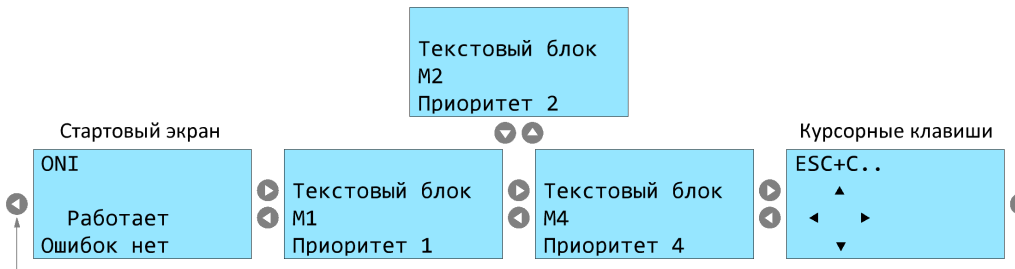 Текстовый блок
M2
Приоритет 2
Стартовый экран
ONI
Работает
Ошибок нет
Текстовый блок
M1
Приоритет 1
Текстовый блок
M4
Приоритет 4
Курсорные клавиши
ESC+C..